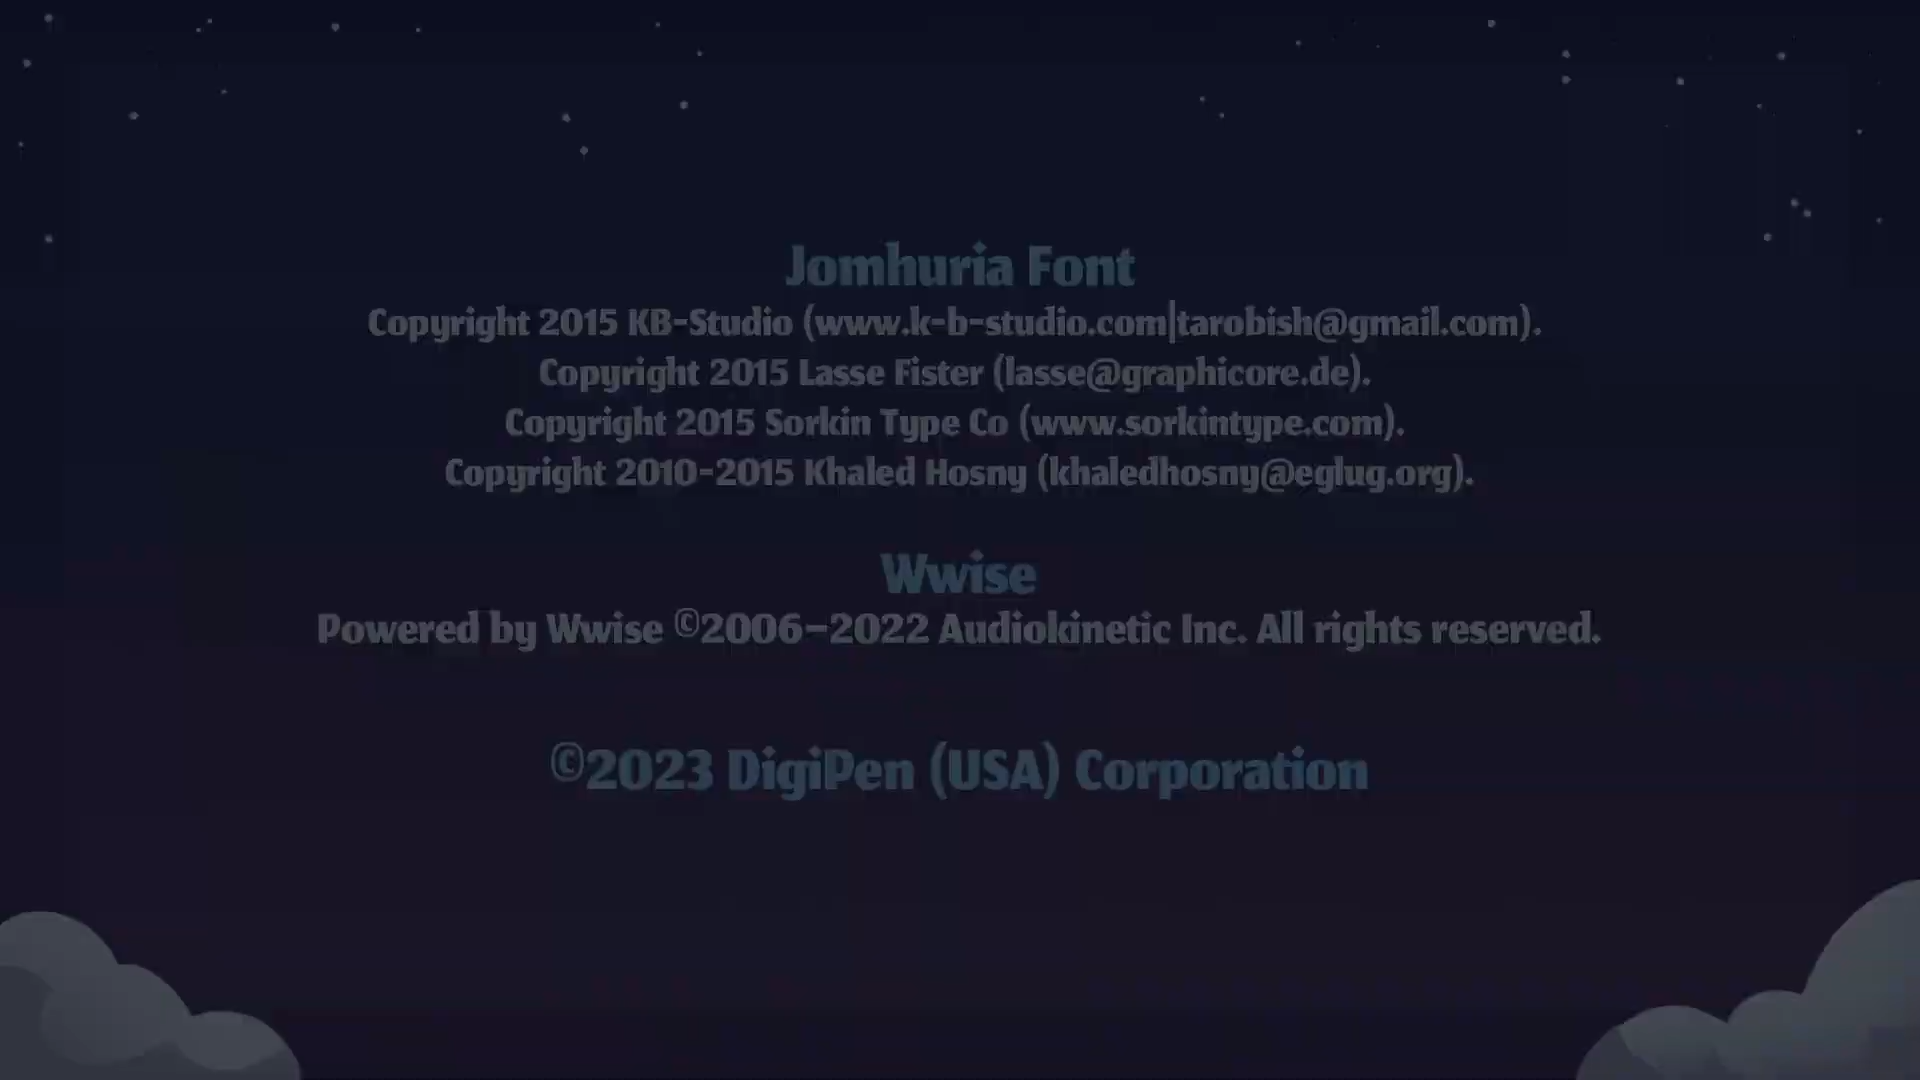 Jomhuria Font
Copyright 2015 KB-Studio (www.k-b-studio.com|tarobish@gmail.com).
Copyright 2015 Lasse Fister (lasse@graphicore.de).
Copyright 2015 Sorkin Type Co (www.sorkintype.com).
Copyright 2010-2015 Khaled Hosny (khaledhosny@eglug.org).
Wwise
Powered by Wwise ©2006–2022 Audiokinetic Inc. All rights reserved.
©2023 DigiPen (USA) Corporation